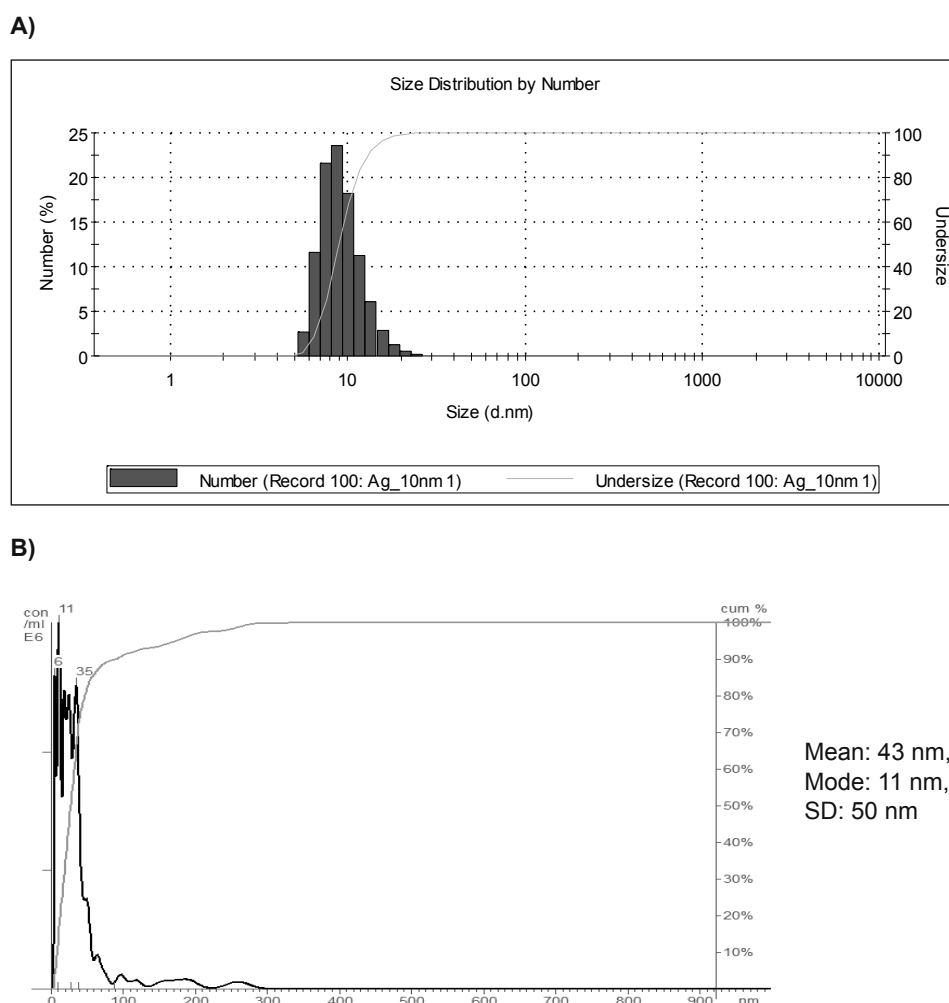 A)
Size Distribution by Number
Number (%)
25
20
15
10
5
0
100
80
60
40
20
0
Undersize
1
10
100
1000
10000
Size (d.nm)
Number (Record 100: Ag_10nm 1)
Undersize (Record 100: Ag_10nm 1)
B)
con
/ml
E6
11
6
35
cum %
100%
90%
80%
70%
60%
50%
40%
30%
20%
10%
Mean: 43 nm,
Mode: 11 nm,
SD: 50 nm
0
100
200
300
400
500
600
700
800
900
nm